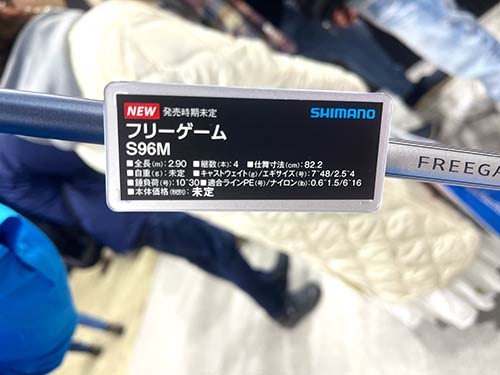 NEW 発売時期未定 SHIMANO
フリーゲーム
S96M
■全長(m):2.90 ■継数(本):4 ■仕舞寸法(cm):82.2
■自重(g):未定 ■キャストウェイト(g)/エギサイズ(号):7~48/2.5~4
■錘負荷(号):10~30 ■適合ラインPE(号)/ナイロン(lb):0.6~1.5/6~16
■本体価格(税別):未定
FREEGA